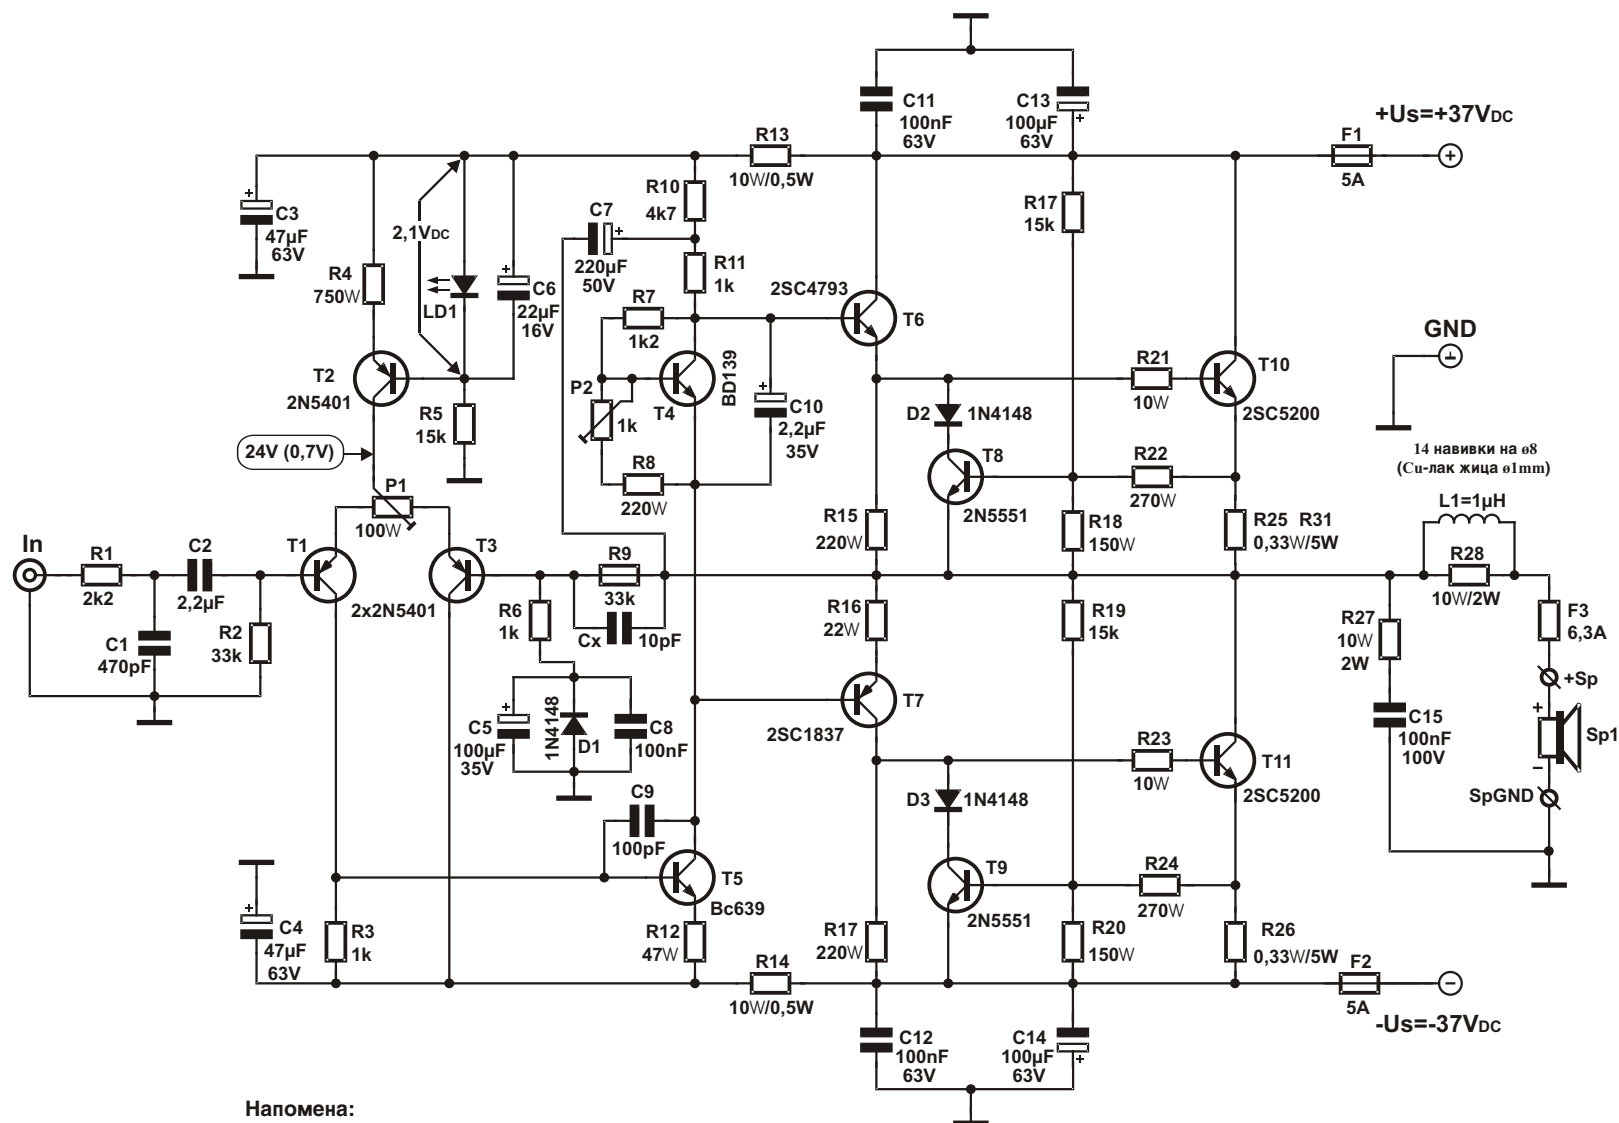 C11
100nF
63V
C13
100µF
63V
+Us=+37VDC
R13
10W/0,5W
F1
5A
C3
47µF
63V
2,1VDC
R4
750W
LD1
C6
22µF
16V
C7
220µF
50V
R10
4k7
R11
1k
R17
15k
2SC4793
T6
R7
1k2
T2
2N5401
R5
15k
P2
1k
T4
BD139
C10
2,2µF
35V
R8
220W
D2
1N4148
T8
2N5551
R21
10W
T10
2SC5200
R22
270W
GND
24V (0,7V)
P1
100W
R15
220W
R18
150W
R25 R31
0,33W/5W
14 навивки на ø8
(Cu-лак жица ø1mm)
L1=1µH
R28
10W/2W
In
R1
2k2
C2
2,2µF
T1
T3
2x2N5401
R9
33k
Cx
10pF
R6
1k
C1
470pF
R2
33k
R16
22W
R19
15k
R27
10W
2W
F3
6,3A
+Sp
C5
100µF
35V
1N4148
D1
C8
100nF
T7
2SC1837
R23
10W
T11
2SC5200
C15
100nF
100V
+
Sp1
−
SpGND
D3
1N4148
C9
100pF
T5
Bc639
T9
2N5551
R24
270W
C4
47µF
63V
R3
1k
R12
47W
R14
10W/0,5W
R17
220W
R20
150W
R26
0,33W/5W
F2
5A
-Us=-37VDC
C12
100nF
63V
C14
100µF
63V
Напомена: